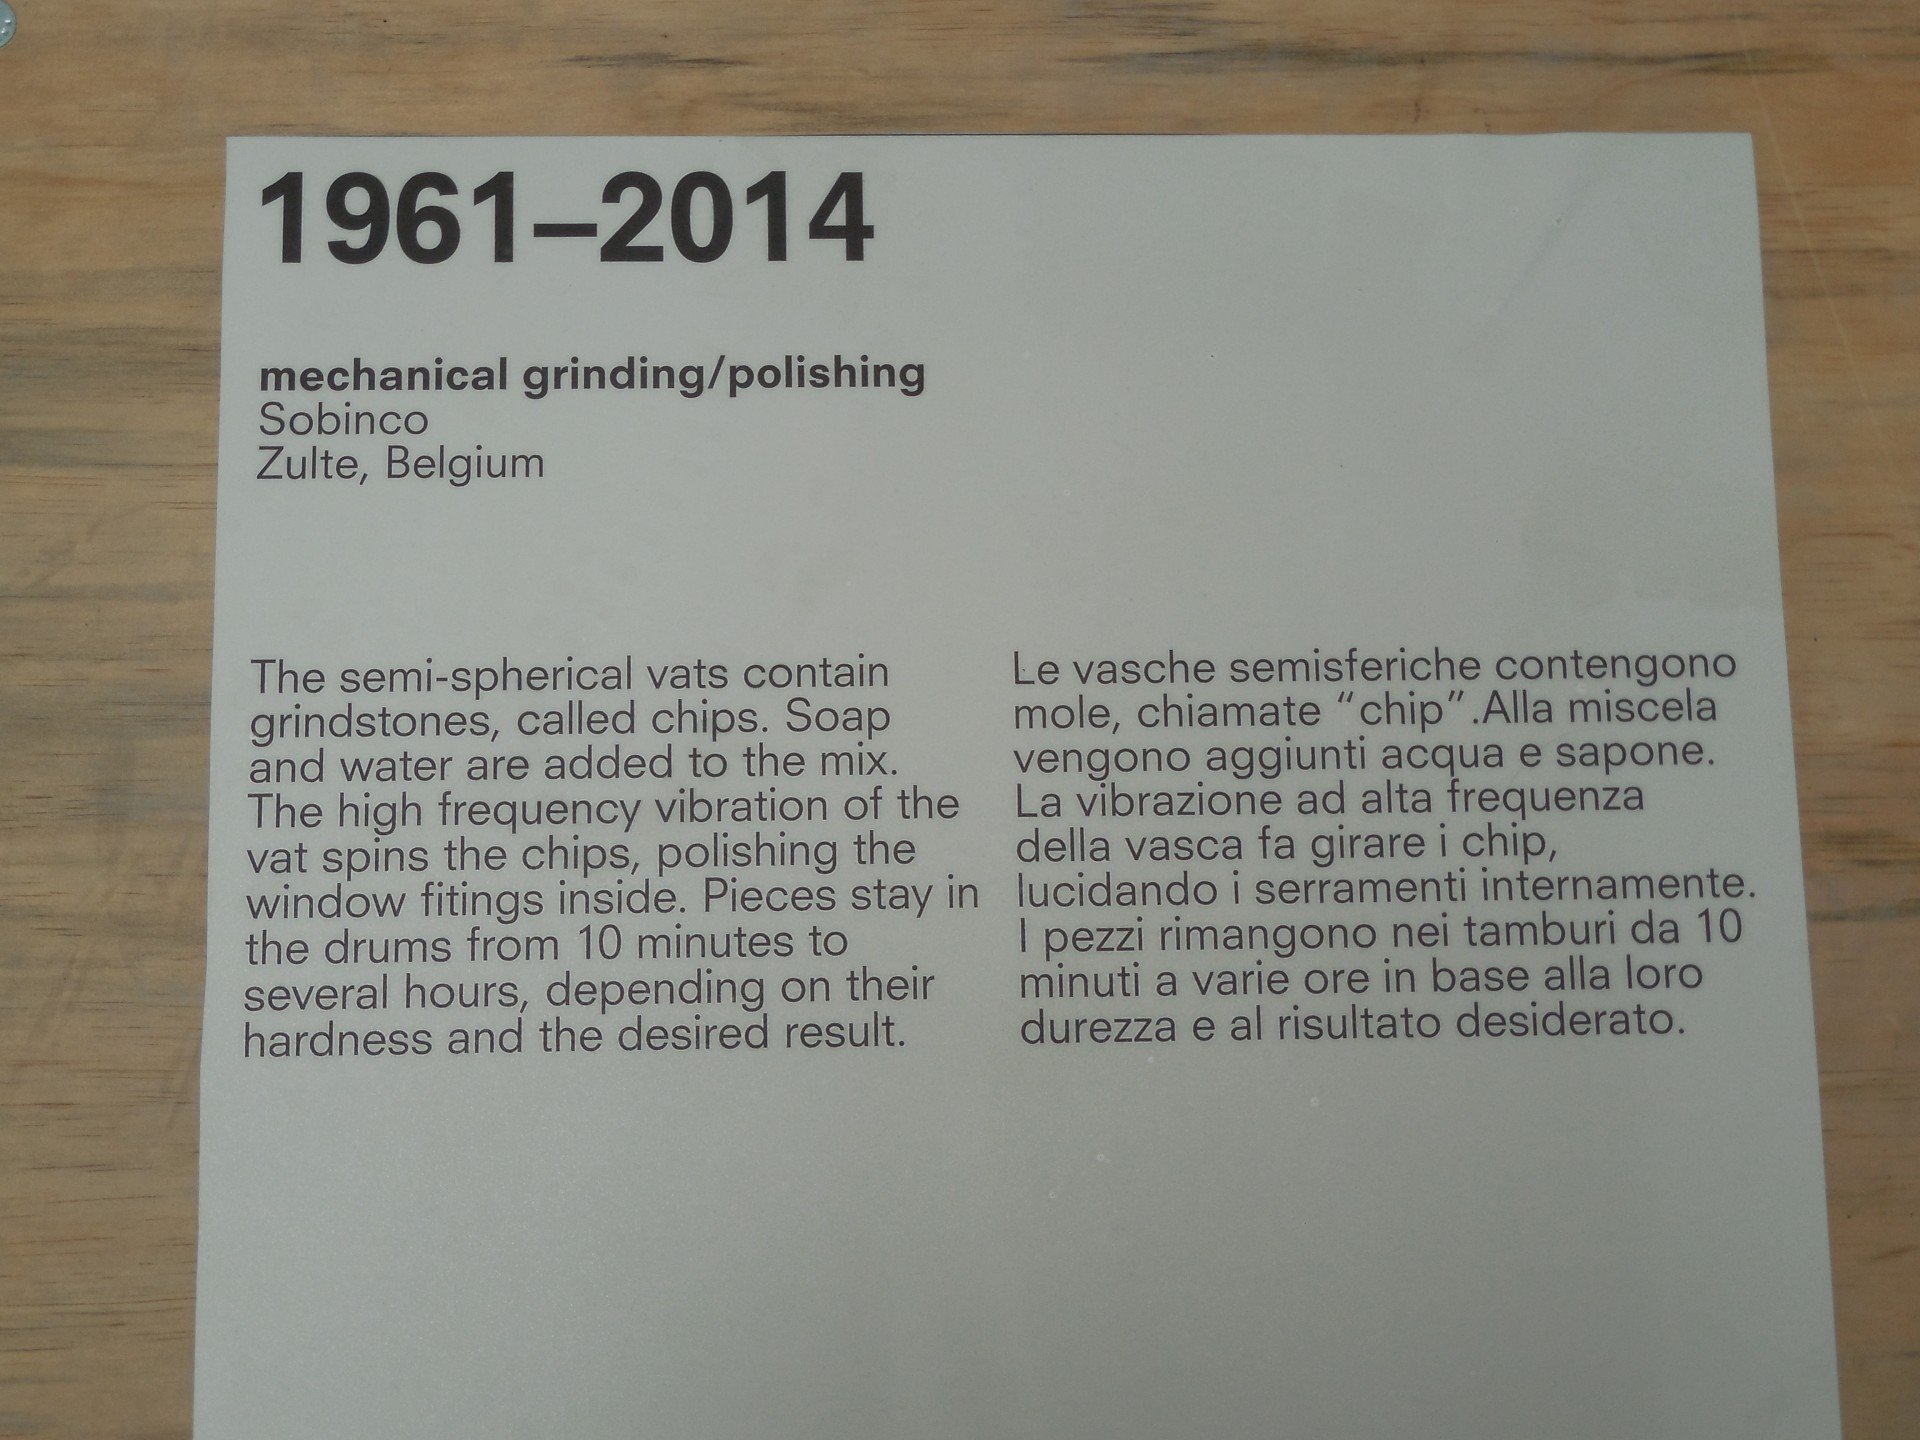 1961–2014
mechanical grinding/polishing
Sobinco
Zulte, Belgium
The semi-spherical vats contain
grindstones, called chips. Soap
and water are added to the mix.
The high frequency vibration of the
vat spins the chips, polishing the
window fitings inside. Pieces stay in
the drums from 10 minutes to
several hours, depending on their
hardness and the desired result.
Le vasche semisferiche contengono
mole, chiamate “chip”.Alla miscela
vengono aggiunti acqua e sapone.
La vibrazione ad alta frequenza
della vasca fa girare i chip,
lucidando i serramenti internamente.
I pezzi rimangono nei tamburi da 10
minuti a varie ore in base alla loro
durezza e al risultato desiderato.